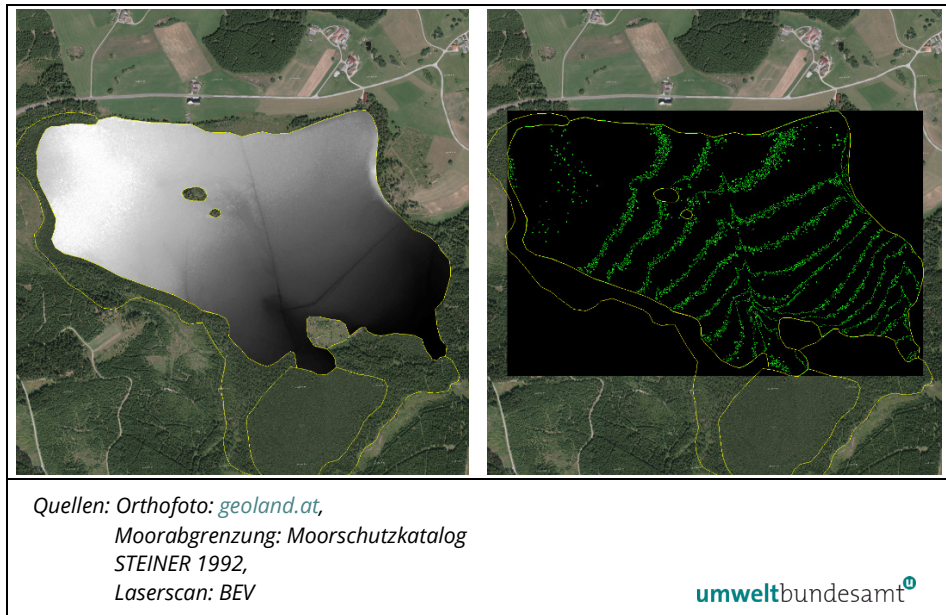 Quellen: Orthofoto: geoland.at,
Moorabgrenzung: Moorschutzkatalog
STEINER 1992,
Laserscan: BEV
umweltbundesamt